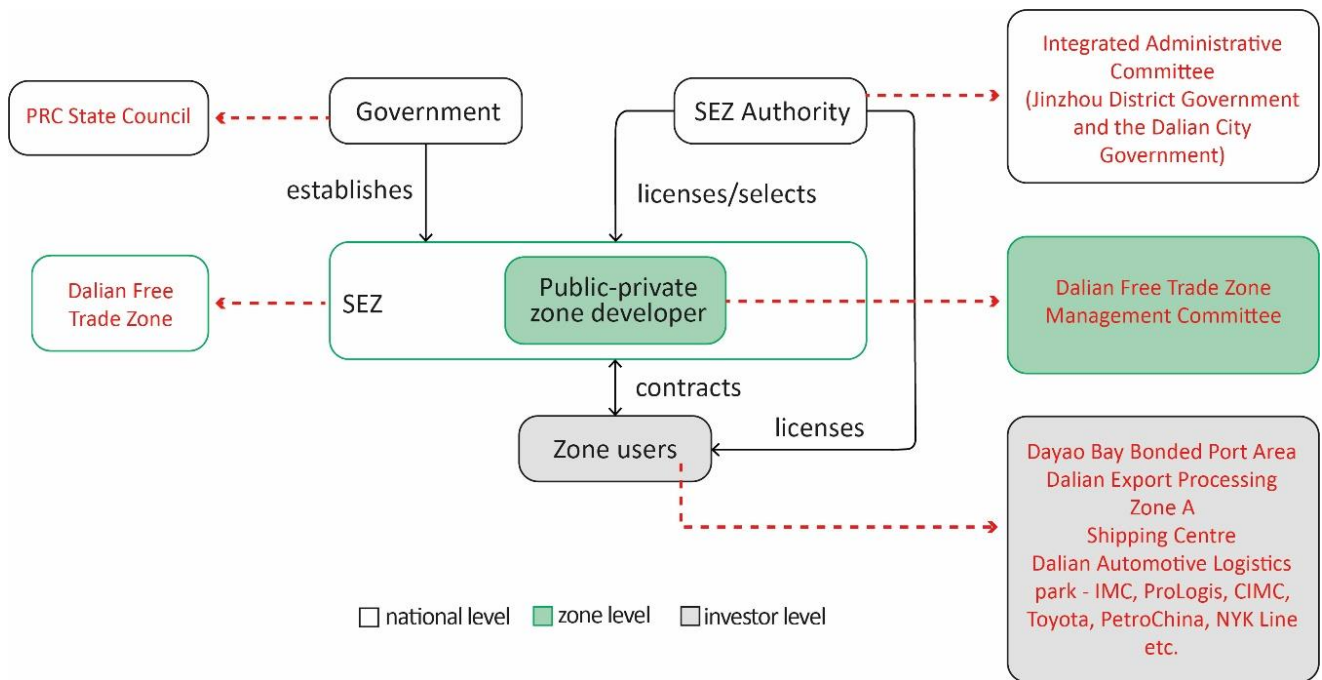 Integrated Administrative
Committee
(Jinzhou District Government
and the Dalian City
Government)
PRC State Council
Government
SEZ Authority
establishes
licenses/selects
Dalian Free
Trade Zone
SEZ
Public-private
zone developer
Dalian Free Trade Zone
Management Committee
contracts
licenses
Zone users
Dayao Bay Bonded Port Area
Dalian Export Processing
Zone A
Shipping Centre
Dalian Automotive Logistics
park - IMC, ProLogis, CIMC,
Toyota, PetroChina, NYK Line
etc.
national level
zone level
investor level